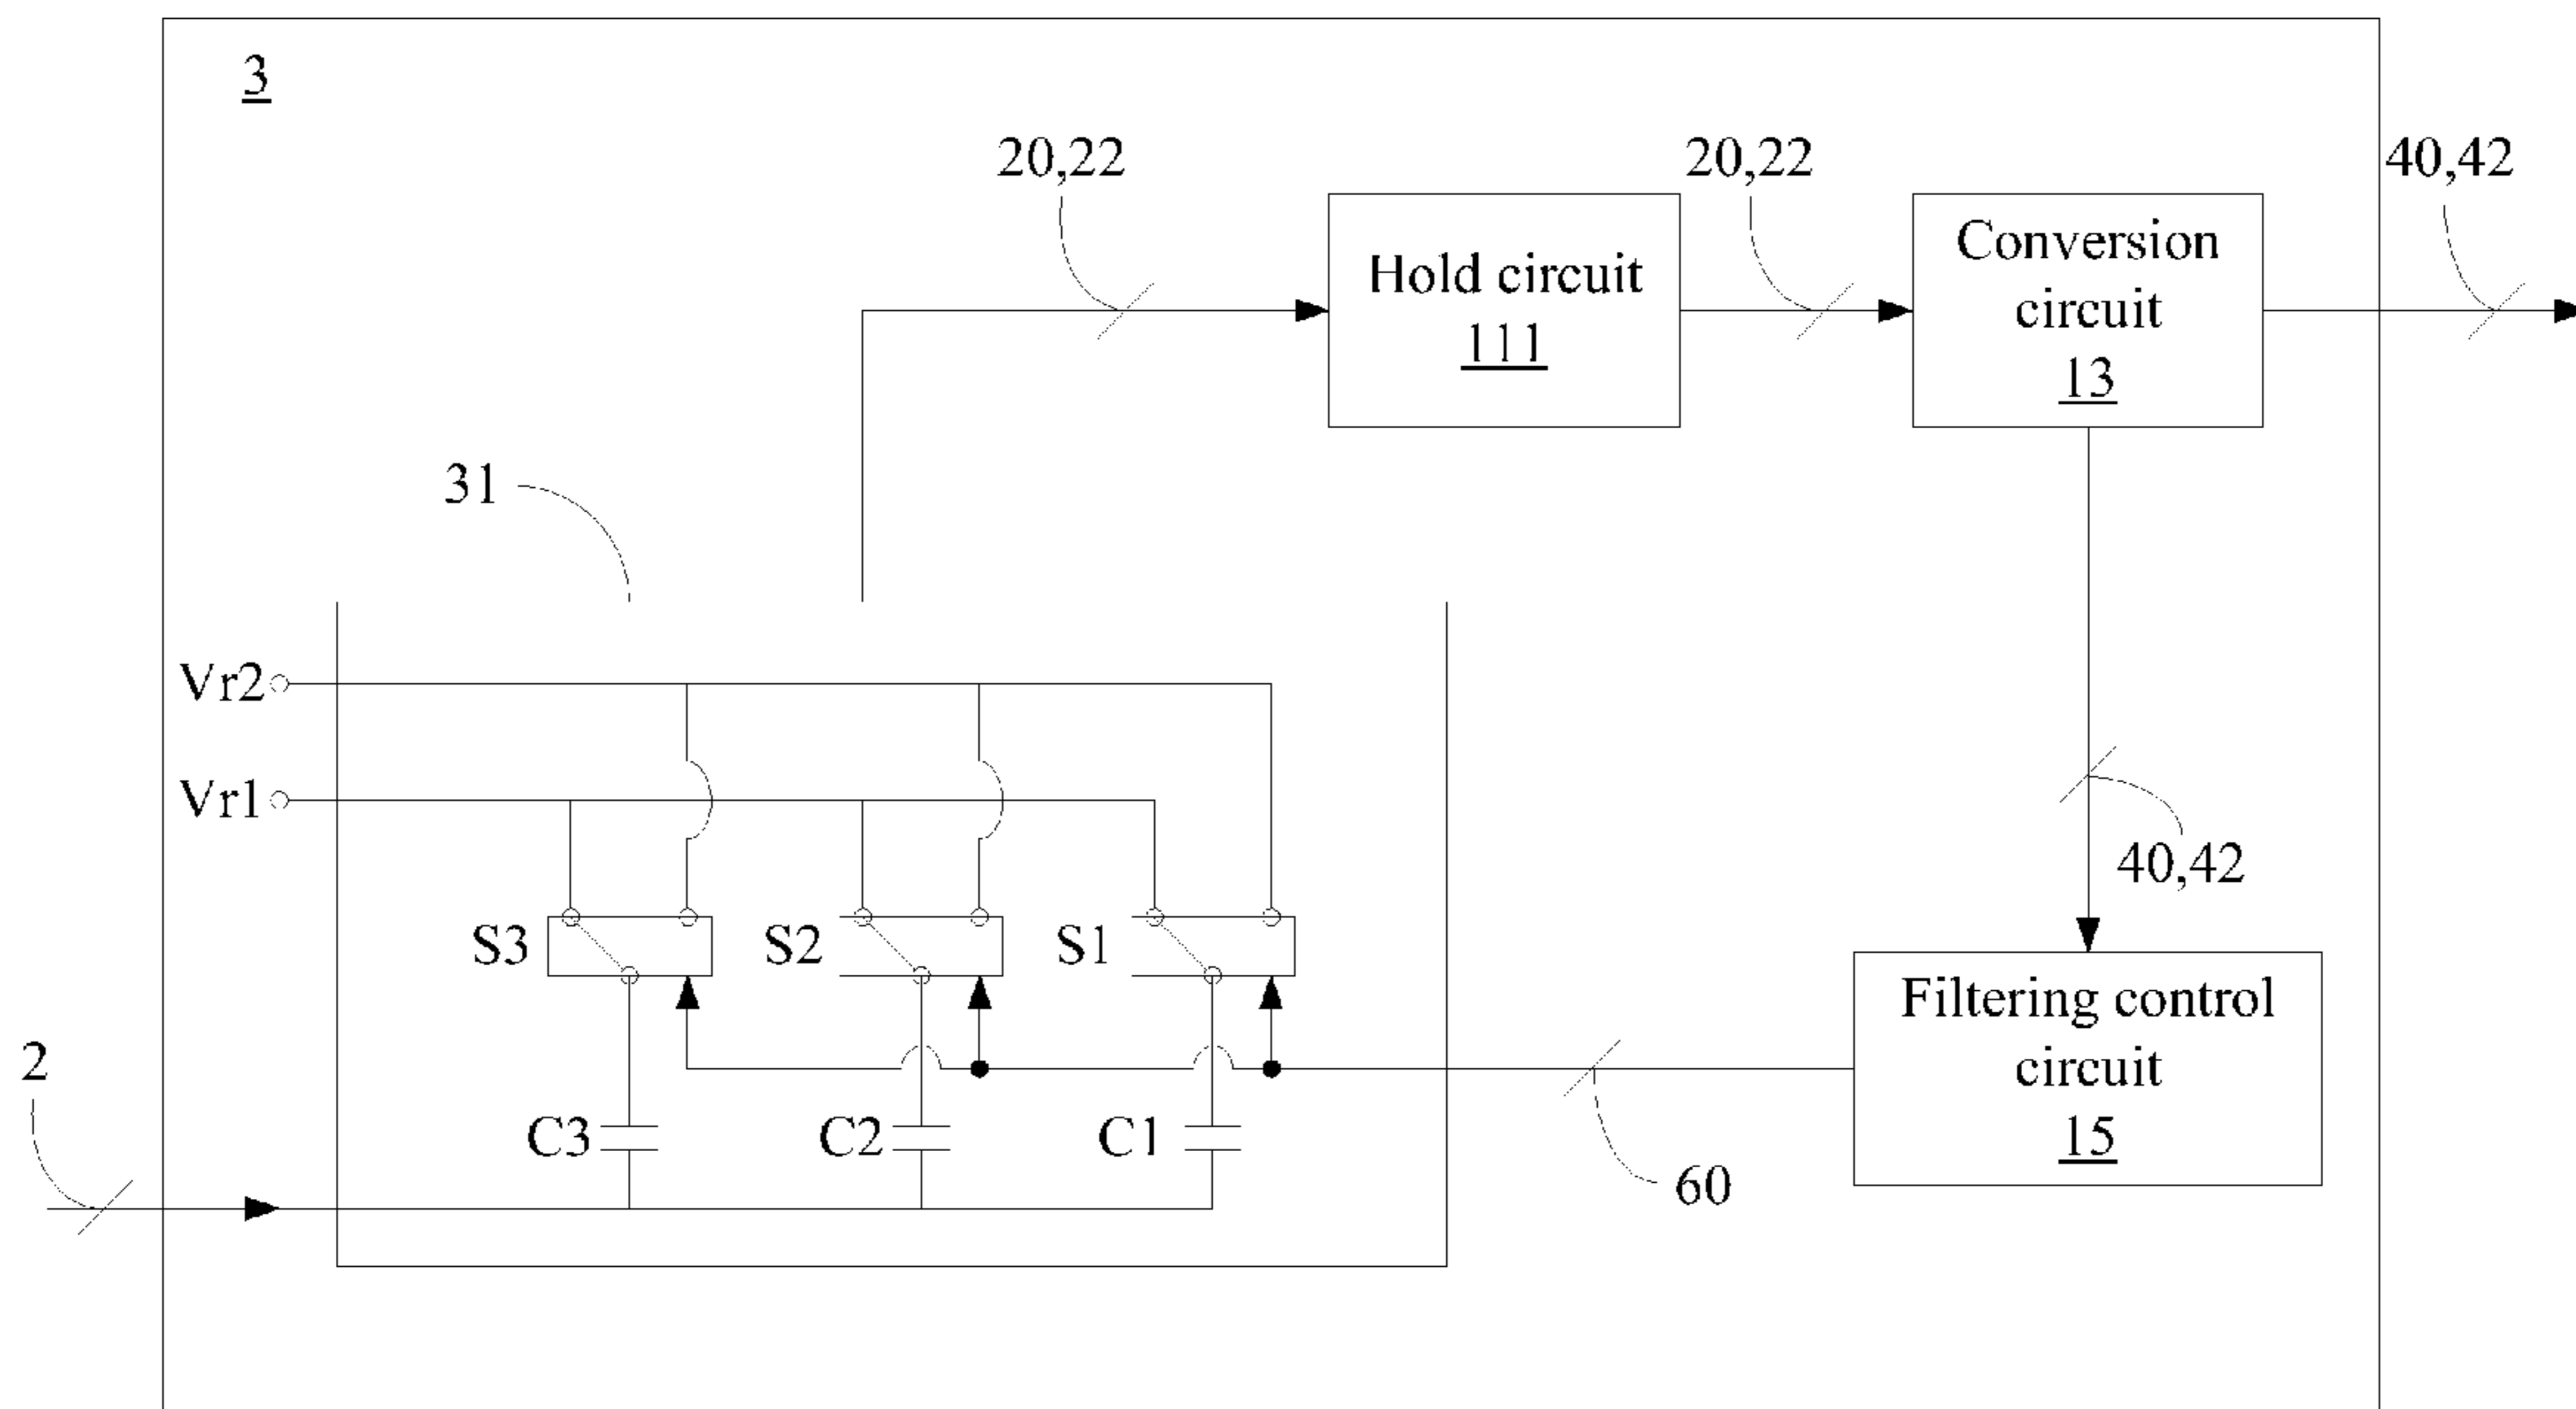 3
20,22
20,22
40,42
Hold circuit
111
Conversion
circuit
13
31
Vr2
Vr1
40,42
S3
S2
S1
Filtering control
circuit
15
2
C3
C2
C1
60